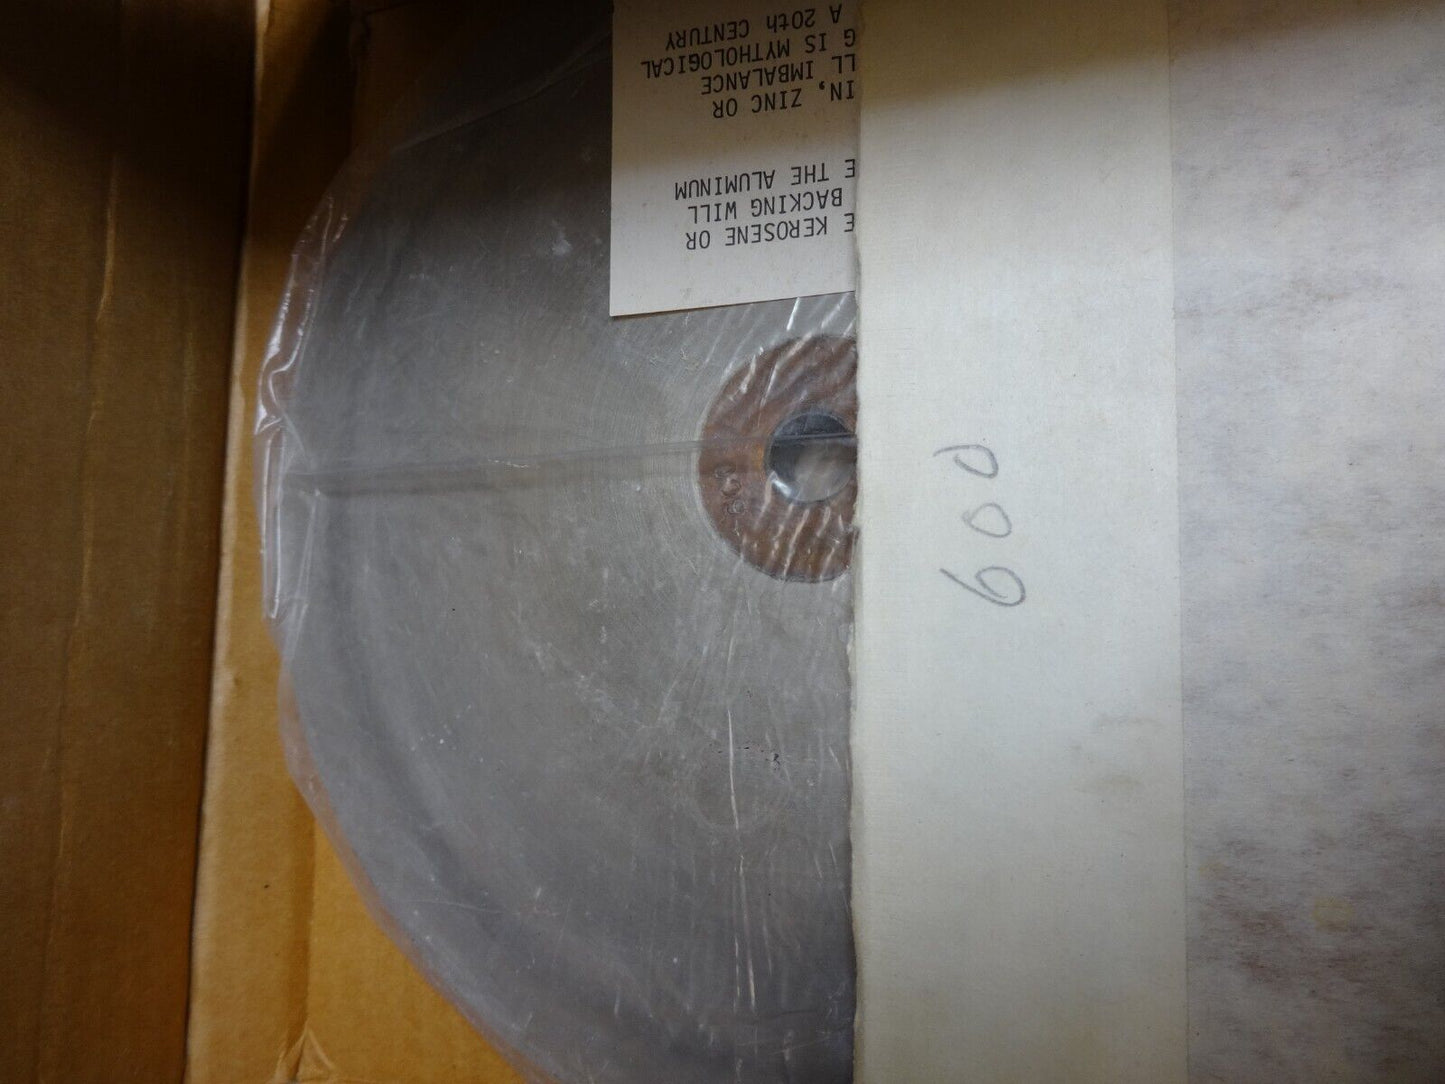 E KEROSENE OR
BACKING WILL
E THE ALUMINUM
IN, ZINC OR
LL IMBALANCE
G IS MYTHOLOGICAL
A 20th CENTURY
600